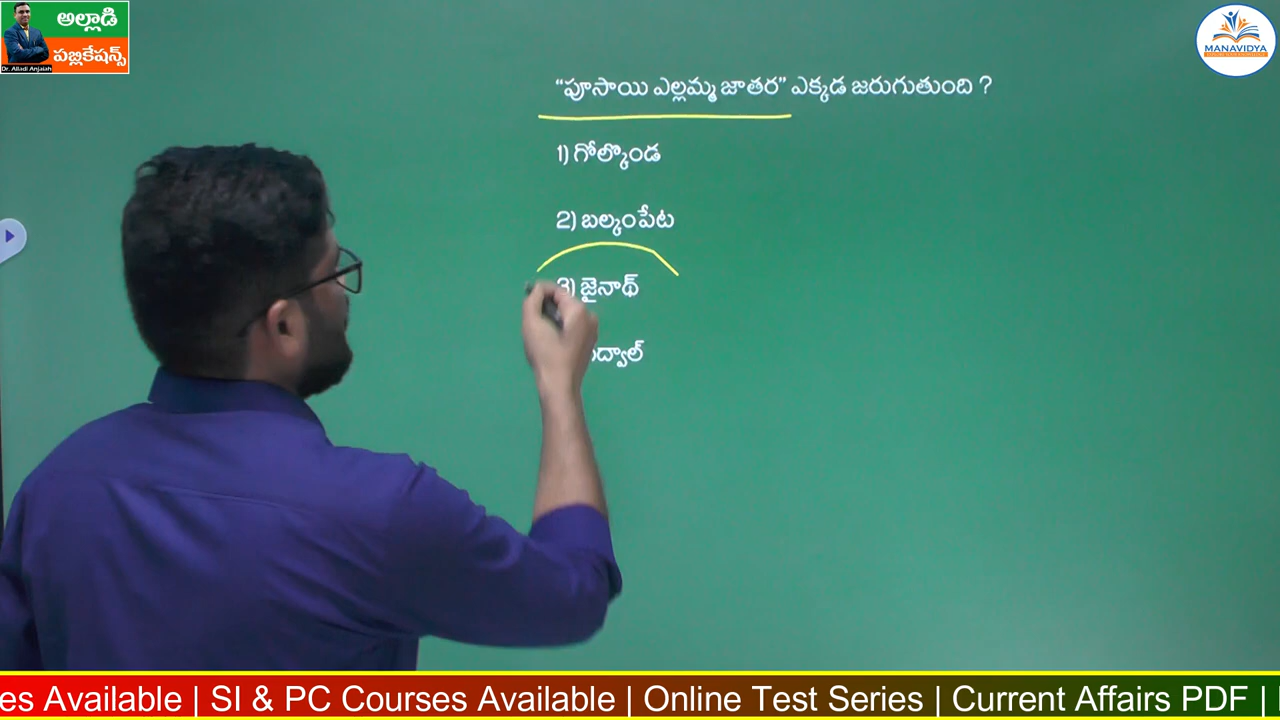 అల్లాడి
పబ్లికేషన్స్
Dr. Alladi Anjaiah
MANAVIDYA
“పూసాయి ఎల్లమ్మ జాతర” ఎక్కడ జరుగుతుంది ?
1) గోల్కొండ
2) బల్కంపేట
3) జైనాథ్
es Available | SI & PC Courses Available | Online Test Series | Current Affairs PDF |